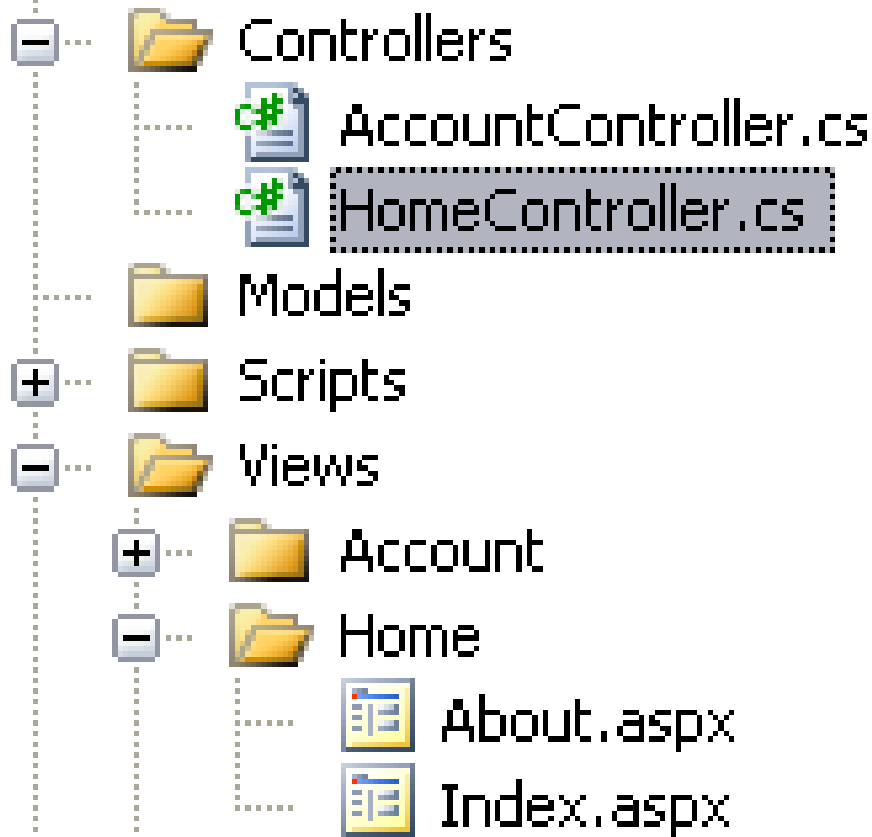 Controllers
C# AccountController.cs
C# HomeController.cs
Models
Scripts
Views
Account
Home
About.aspx
Index.aspx